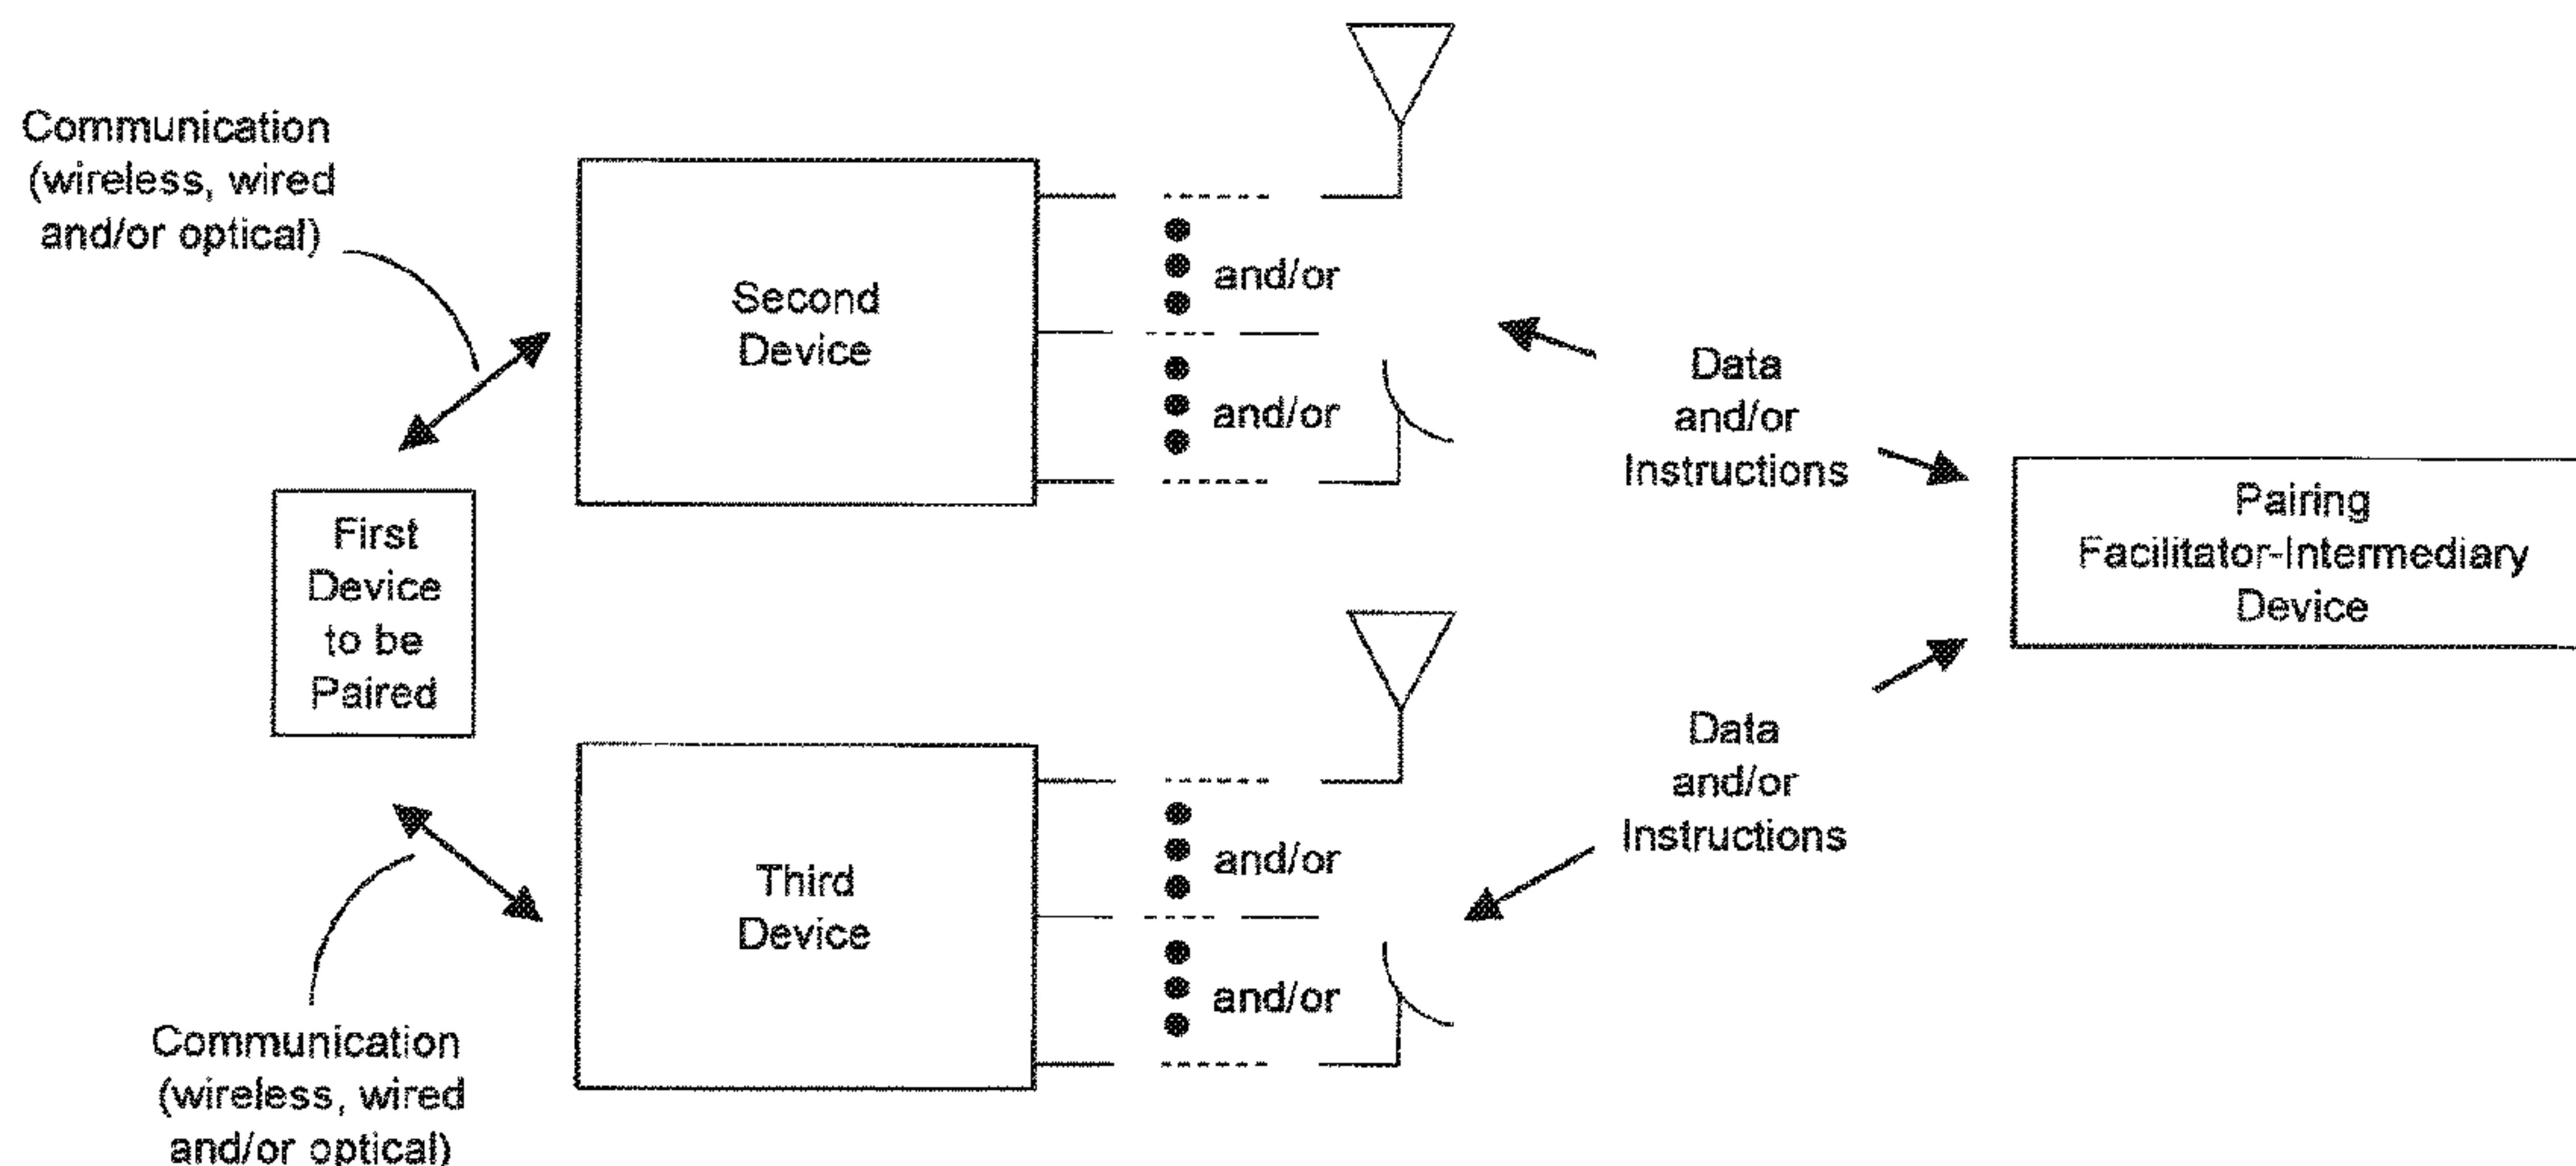 Communication
(wireless, wired
and/or optical)
Second
Device
and/or
and/or
Data
and/or
Instructions
Pairing
Facilitator-Intermediary
Device
First
Device
to be
Paired
Third
Device
and/or
and/or
Data
and/or
Instructions
Communication
(wireless, wired
and/or optical)